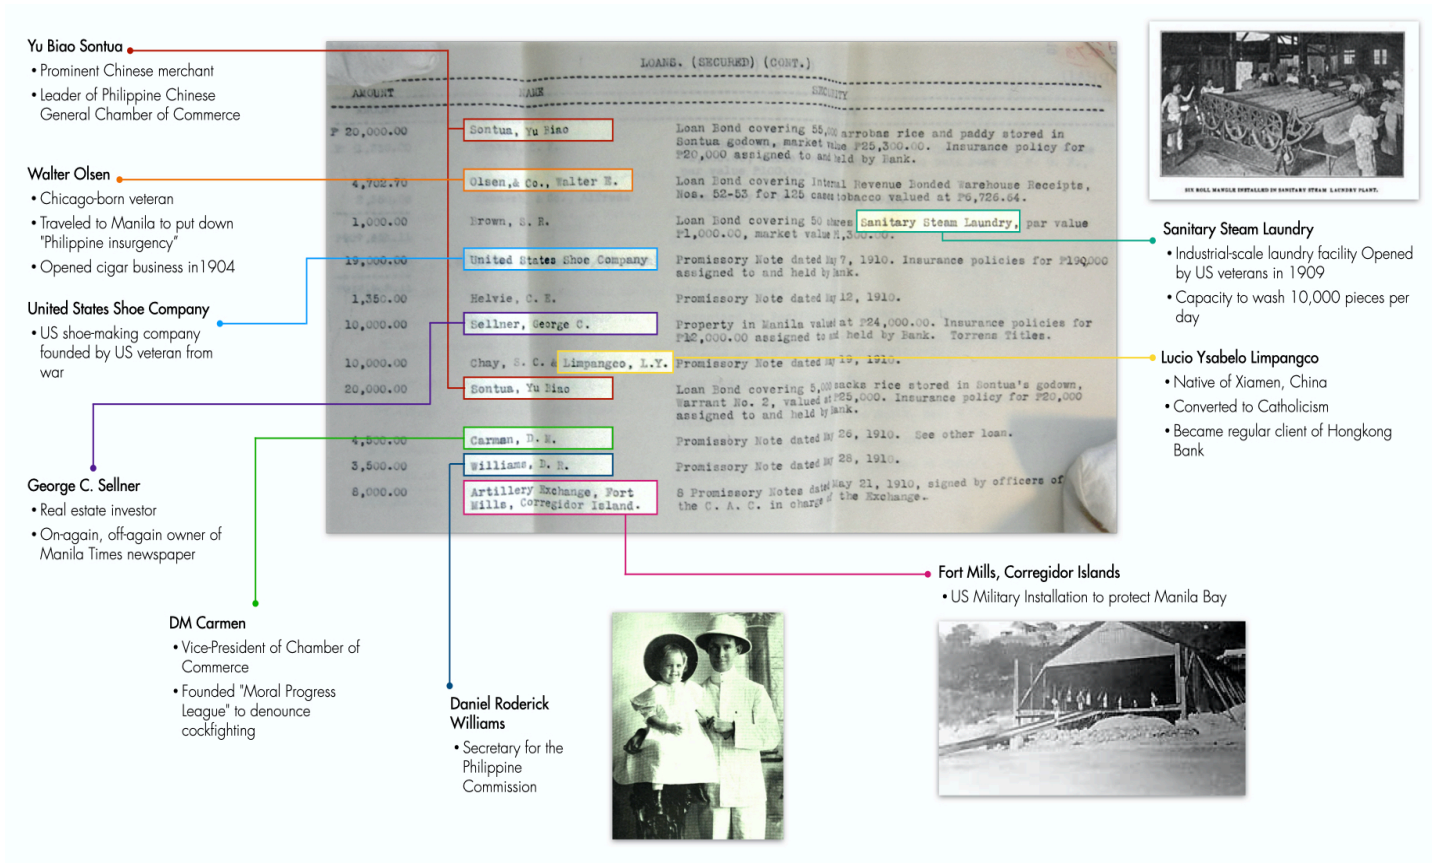 Yu Biao Sontua
• Prominent Chinese merchant
• Leader of Philippine Chinese
General Chamber of Commerce
Walter Olsen
• Chicago-born veteran
• Traveled to Manila to put down
"Philippine insurgency"
• Opened cigar business in1904
United States Shoe Company
• US shoe-making company
founded by US veteran from
war
George C. Sellner
• Real estate investor
• On-again, off-again owner of
Manila Times newspaper
DM Carmen
• Vice-President of Chamber of
Commerce
• Founded "Moral Progress
League" to denounce
cockfighting
Daniel Roderick
Williams
• Secretary for the
Philippine
Commission
LOANS. (SECURED) (CONT.)
AMOUNT NAME SECURITY
₱ 20,000.00 Sontua, Yu Biao Loan Bond covering 55,000 arrobas rice and paddy stored in
Sontua godown, market value ₱25,300.00. Insurance policy for
₱20,000 assigned to and held by Bank.
4,702.70 Olsen,& Co., Walter E. Loan Bond covering Internal Revenue Bonded Warehouse Receipts,
Nos. 52-53 for 125 cases tobacco valued at ₱6,726.64.
1,000.00 Brown, S. R. Loan Bond covering 50 shares Sanitary Steam Laundry, par value
₱1,000.00, market value
19,000.00 United States Shoe Company Promissory Note dated May 7, 1910. Insurance policies for
assigned to and held by Bank.
1,350.00 Helvie, C. E. Promissory Note dated May 12, 1910.
10,000.00 Sellner, George C. Property in Manila valued at ₱24,000.00. Insurance policies for
₱12,000.00 assigned to and held by Bank. Torrens Titles.
10,000.00 Chay, S. C. & Limpangco, L.Y. Promissory Note dated May 19, 1910.
20,000.00 Sontua, Yu Biao Loan Bond covering 5,000 sacks rice stored in Sontua's godown,
Warrant No. 2, valued at ₱25,000. Insurance policy for ₱20,000
assigned to and held by Bank.
4,500.00 Carman, D. M. Promissory Note dated May 26, 1910. See other loan.
3,500.00 Williams, D. R. Promissory Note dated May 28, 1910.
8,000.00 Artillery Exchange, Fort 8 Promissory Notes dated May 21, 1910, signed by officers of
Mills, Corregidor Island. the C. A. C. in charge of the Exchange.
SIX ROLL MANGLE INSTALLED IN SANITARY STEAM LAUNDRY PLANT.
Sanitary Steam Laundry
• Industrial-scale laundry facility Opened
by US veterans in 1909
• Capacity to wash 10,000 pieces per
day
Lucio Ysabelo Limpangco
• Native of Xiamen, China
• Converted to Catholicism
• Became regular client of Hongkong
Bank
Fort Mills, Corregidor Islands
• US Military Installation to protect Manila Bay